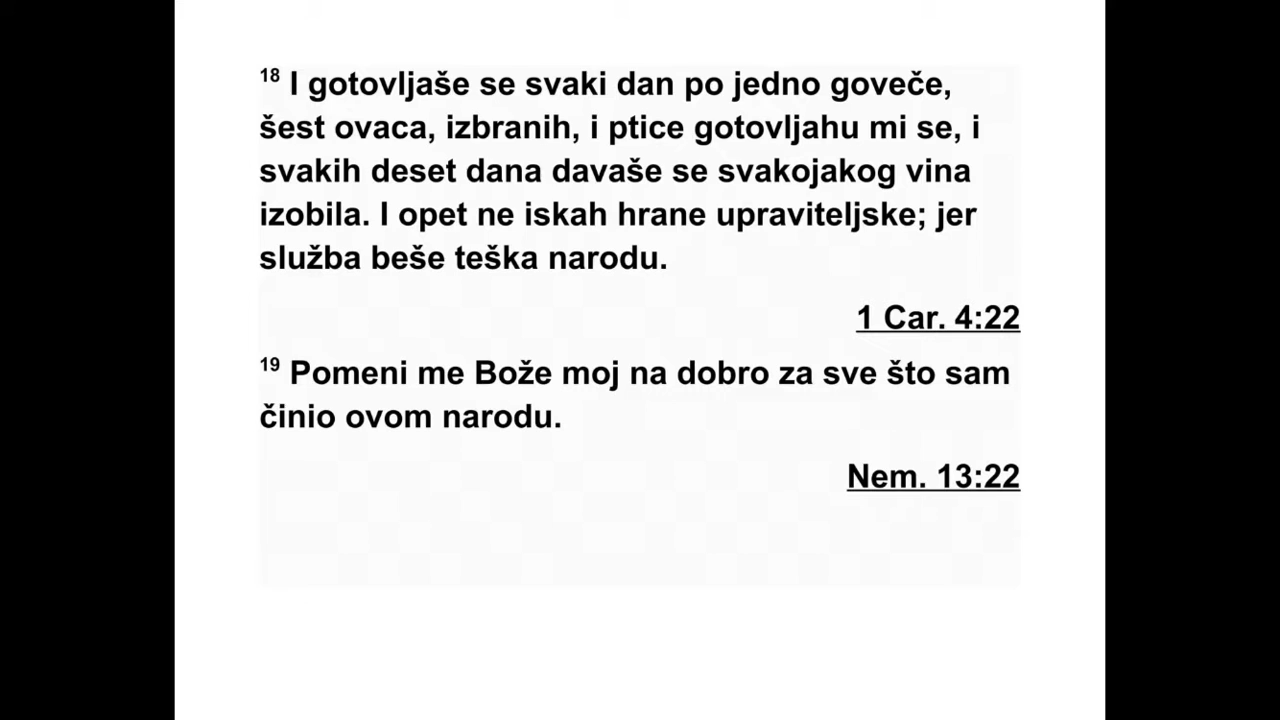 18 I gotovljaše se svaki dan po jedno goveče,
šest ovaca, izbranih, i ptice gotovljahu mi se, i
svakih deset dana davaše se svakojakog vina
izobila. I opet ne iskah hrane upraviteljske; jer
služba beše teška narodu.
1 Car. 4:22
19 Pomeni me Bože moj na dobro za sve što sam
činio ovom narodu.
Nem. 13:22